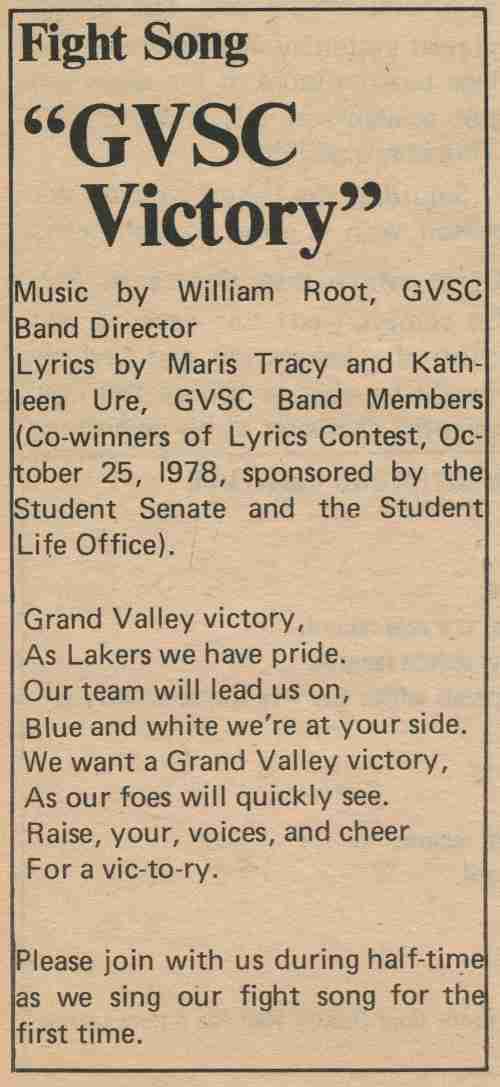 Fight Song
“GVSC
Victory”
Music by William Root, GVSC
Band Director
Lyrics by Maris Tracy and Kath-
leen Ure, GVSC Band Members
(Co-winners of Lyrics Contest, Oc-
tober 25, l978, sponsored by the
Student Senate and the Student
Life Office).
Grand Valley victory,
As Lakers we have pride.
Our team will lead us on,
Blue and white we’re at your side.
We want a Grand Valley victory,
As our foes will quickly see.
Raise, your, voices, and cheer
For a vic-to-ry.
Please join with us during half-time
as we sing our fight song for the
first time.